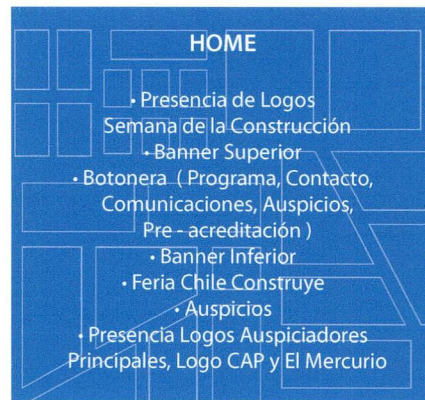 HOME
• Presencia de Logos
Semana de la Construcción
• Banner Superior
• Botonera ( Programa, Contacto,
Comunicaciones, Auspicios,
Pre - acreditación )
• Banner Inferior
• Feria Chile Construye
• Auspicios
• Presencia Logos Auspiciadores
Principales, Logo CAP y El Mercurio